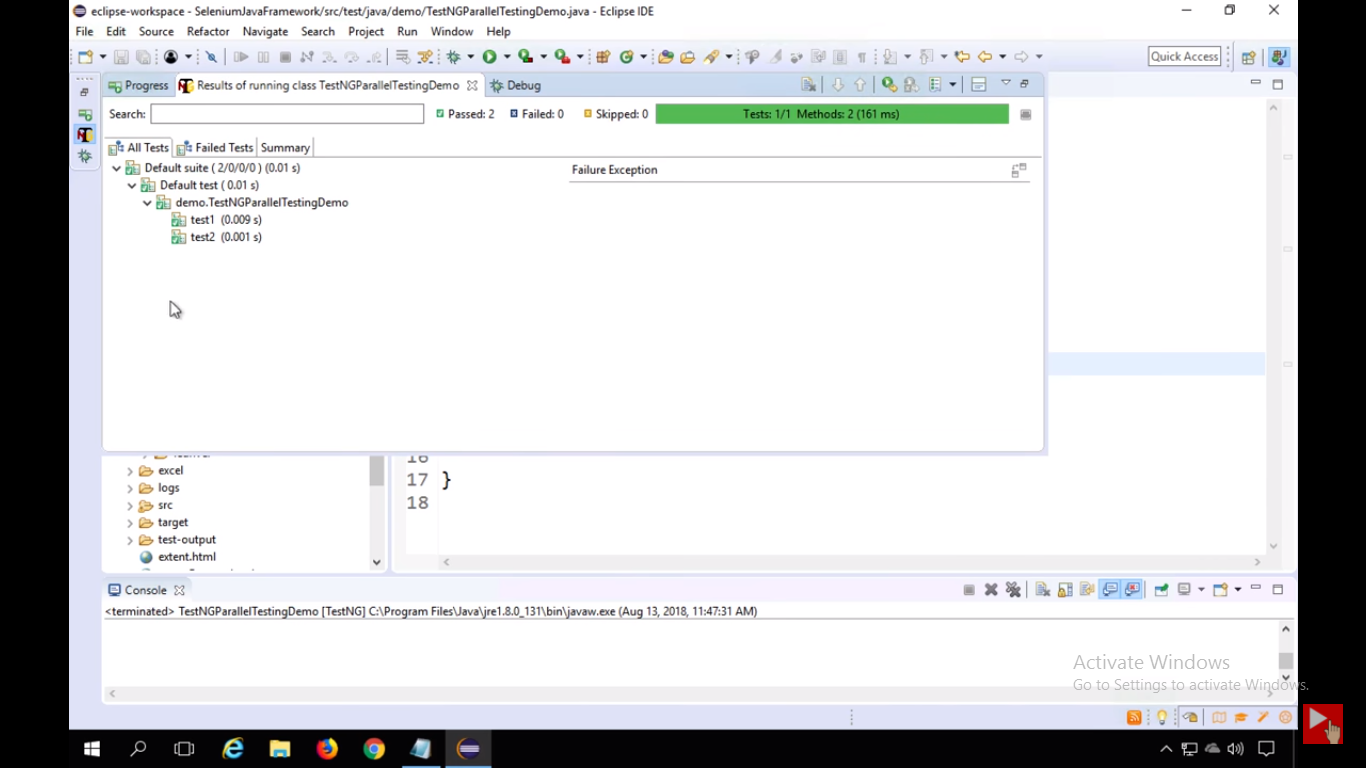 eclipse-workspace - SeleniumJavaFramework/src/test/java/demo/TestNGParallelTestingDemo.java - Eclipse IDE
File Edit Source Refactor Navigate Search Project Run Window Help
Quick Access
Progress Results of running class TestNGParallelTestingDemo Debug
Search: Passed: 2 Failed: 0 Skipped: 0 Tests: 1/1 Methods: 2 (161 ms)
All Tests Failed Tests Summary
Default suite ( 2/0/0/0 ) (0.01 s)
Failure Exception
Default test ( 0.01 s)
demo.TestNGParallelTestingDemo
test1 (0.009 s)
test2 (0.001 s)
16
excel
17 }
logs
18
src
target
test-output
extent.html
Console
<terminated> TestNGParallelTestingDemo [TestNG] C:\Program Files\Java\jre1.8.0_131\bin\javaw.exe (Aug 13, 2018, 11:47:31 AM)
Activate Windows
Go to Settings to activate Windows.